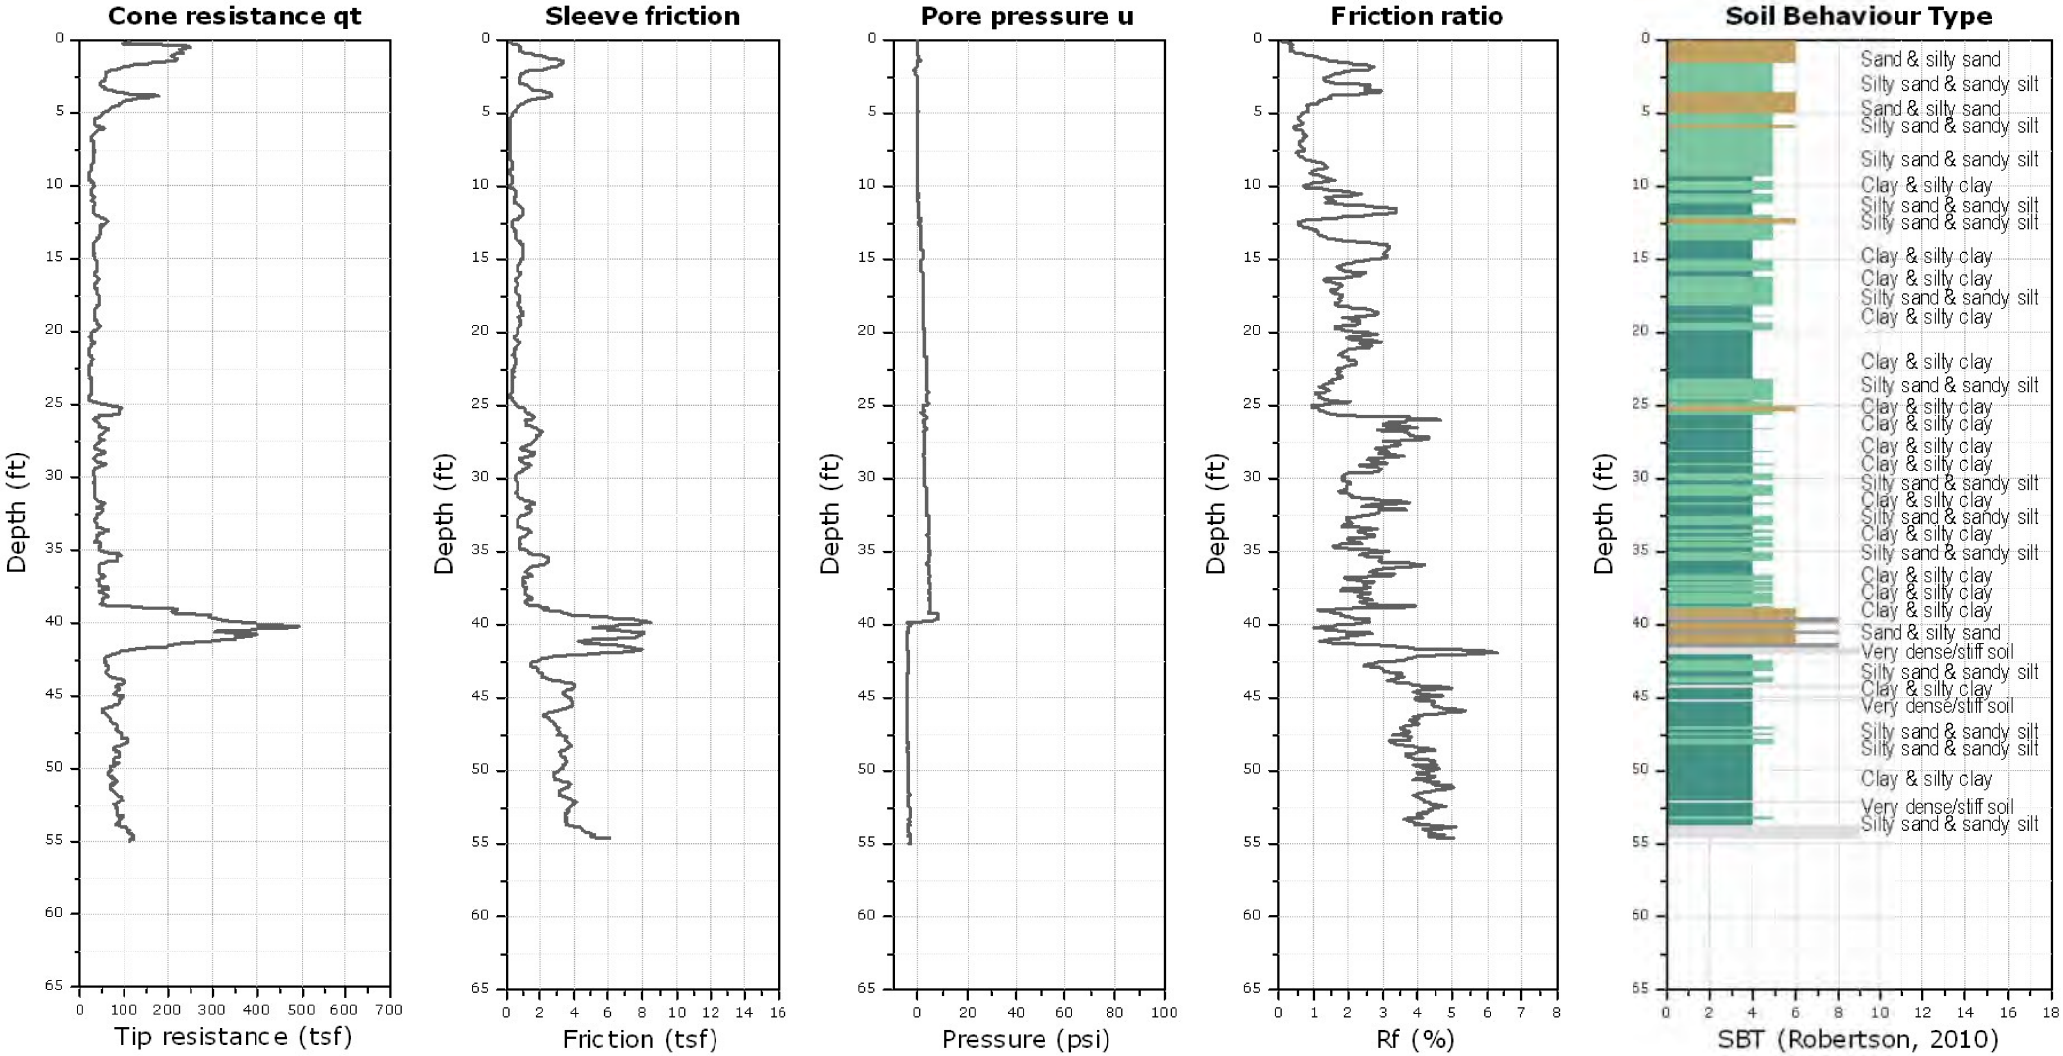 Cone resistance qt
0
5
10
15
20
25
30
35
40
45
50
55
60
65
Depth (ft)
0 100 200 300 400 500 600 700
Tip resistance (tsf)
Sleeve friction
0
5
10
15
20
25
30
35
40
45
50
55
60
65
Depth (ft)
0 2 4 6 8 10 12 14 16
Friction (tsf)
Pore pressure u
0
5
10
15
20
25
30
35
40
45
50
55
60
65
Depth (ft)
0 20 40 60 80 100
Pressure (psi)
Friction ratio
0
5
10
15
20
25
30
35
40
45
50
55
60
65
Depth (ft)
0 1 2 3 4 5 6 7 8
Rf (%)
Soil Behaviour Type
0
5
10
15
20
25
30
35
40
45
50
55
60
65
Depth (ft)
Sand & silty sand
Silty sand & sandy silt
Sand & silty sand
Silty sand & sandy silt
Silty sand & sandy silt
Clay & silty clay
Silty sand & sandy silt
Silty sand & sandy silt
Clay & silty clay
Clay & silty clay
Silty sand & sandy silt
Clay & silty clay
Clay & silty clay
Silty sand & sandy silt
Clay & silty clay
Clay & silty clay
Clay & silty clay
Clay & silty clay
Silty sand & sandy silt
Clay & silty clay
Silty sand & sandy silt
Clay & silty clay
Silty sand & sandy silt
Clay & silty clay
Clay & silty clay
Clay & silty clay
Sand & silty sand
Very dense/stiff soil
Silty sand & sandy silt
Clay & silty clay
Very dense/stiff soil
Silty sand & sandy silt
Silty sand & sandy silt
Clay & silty clay
Very dense/stiff soil
Silty sand & sandy silt
0 2 4 6 8 10 12 14 16 18
SBT (Robertson, 2010)